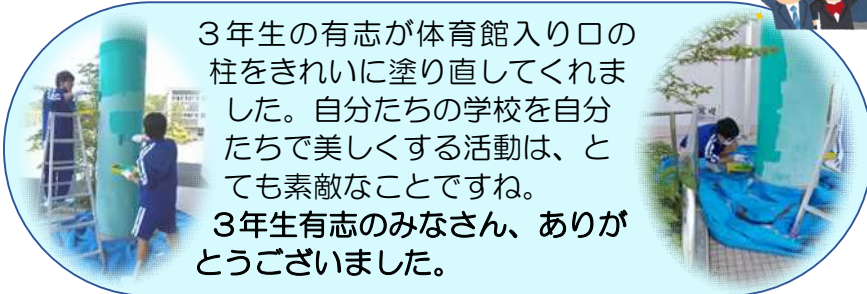 ３年生の有志が体育館入り口の
柱をきれいに塗り直してくれま
した。自分たちの学校を自分
たちで美しくする活動は、と
ても素敵なことですね。
３年生有志のみなさん、ありが
とうございました。